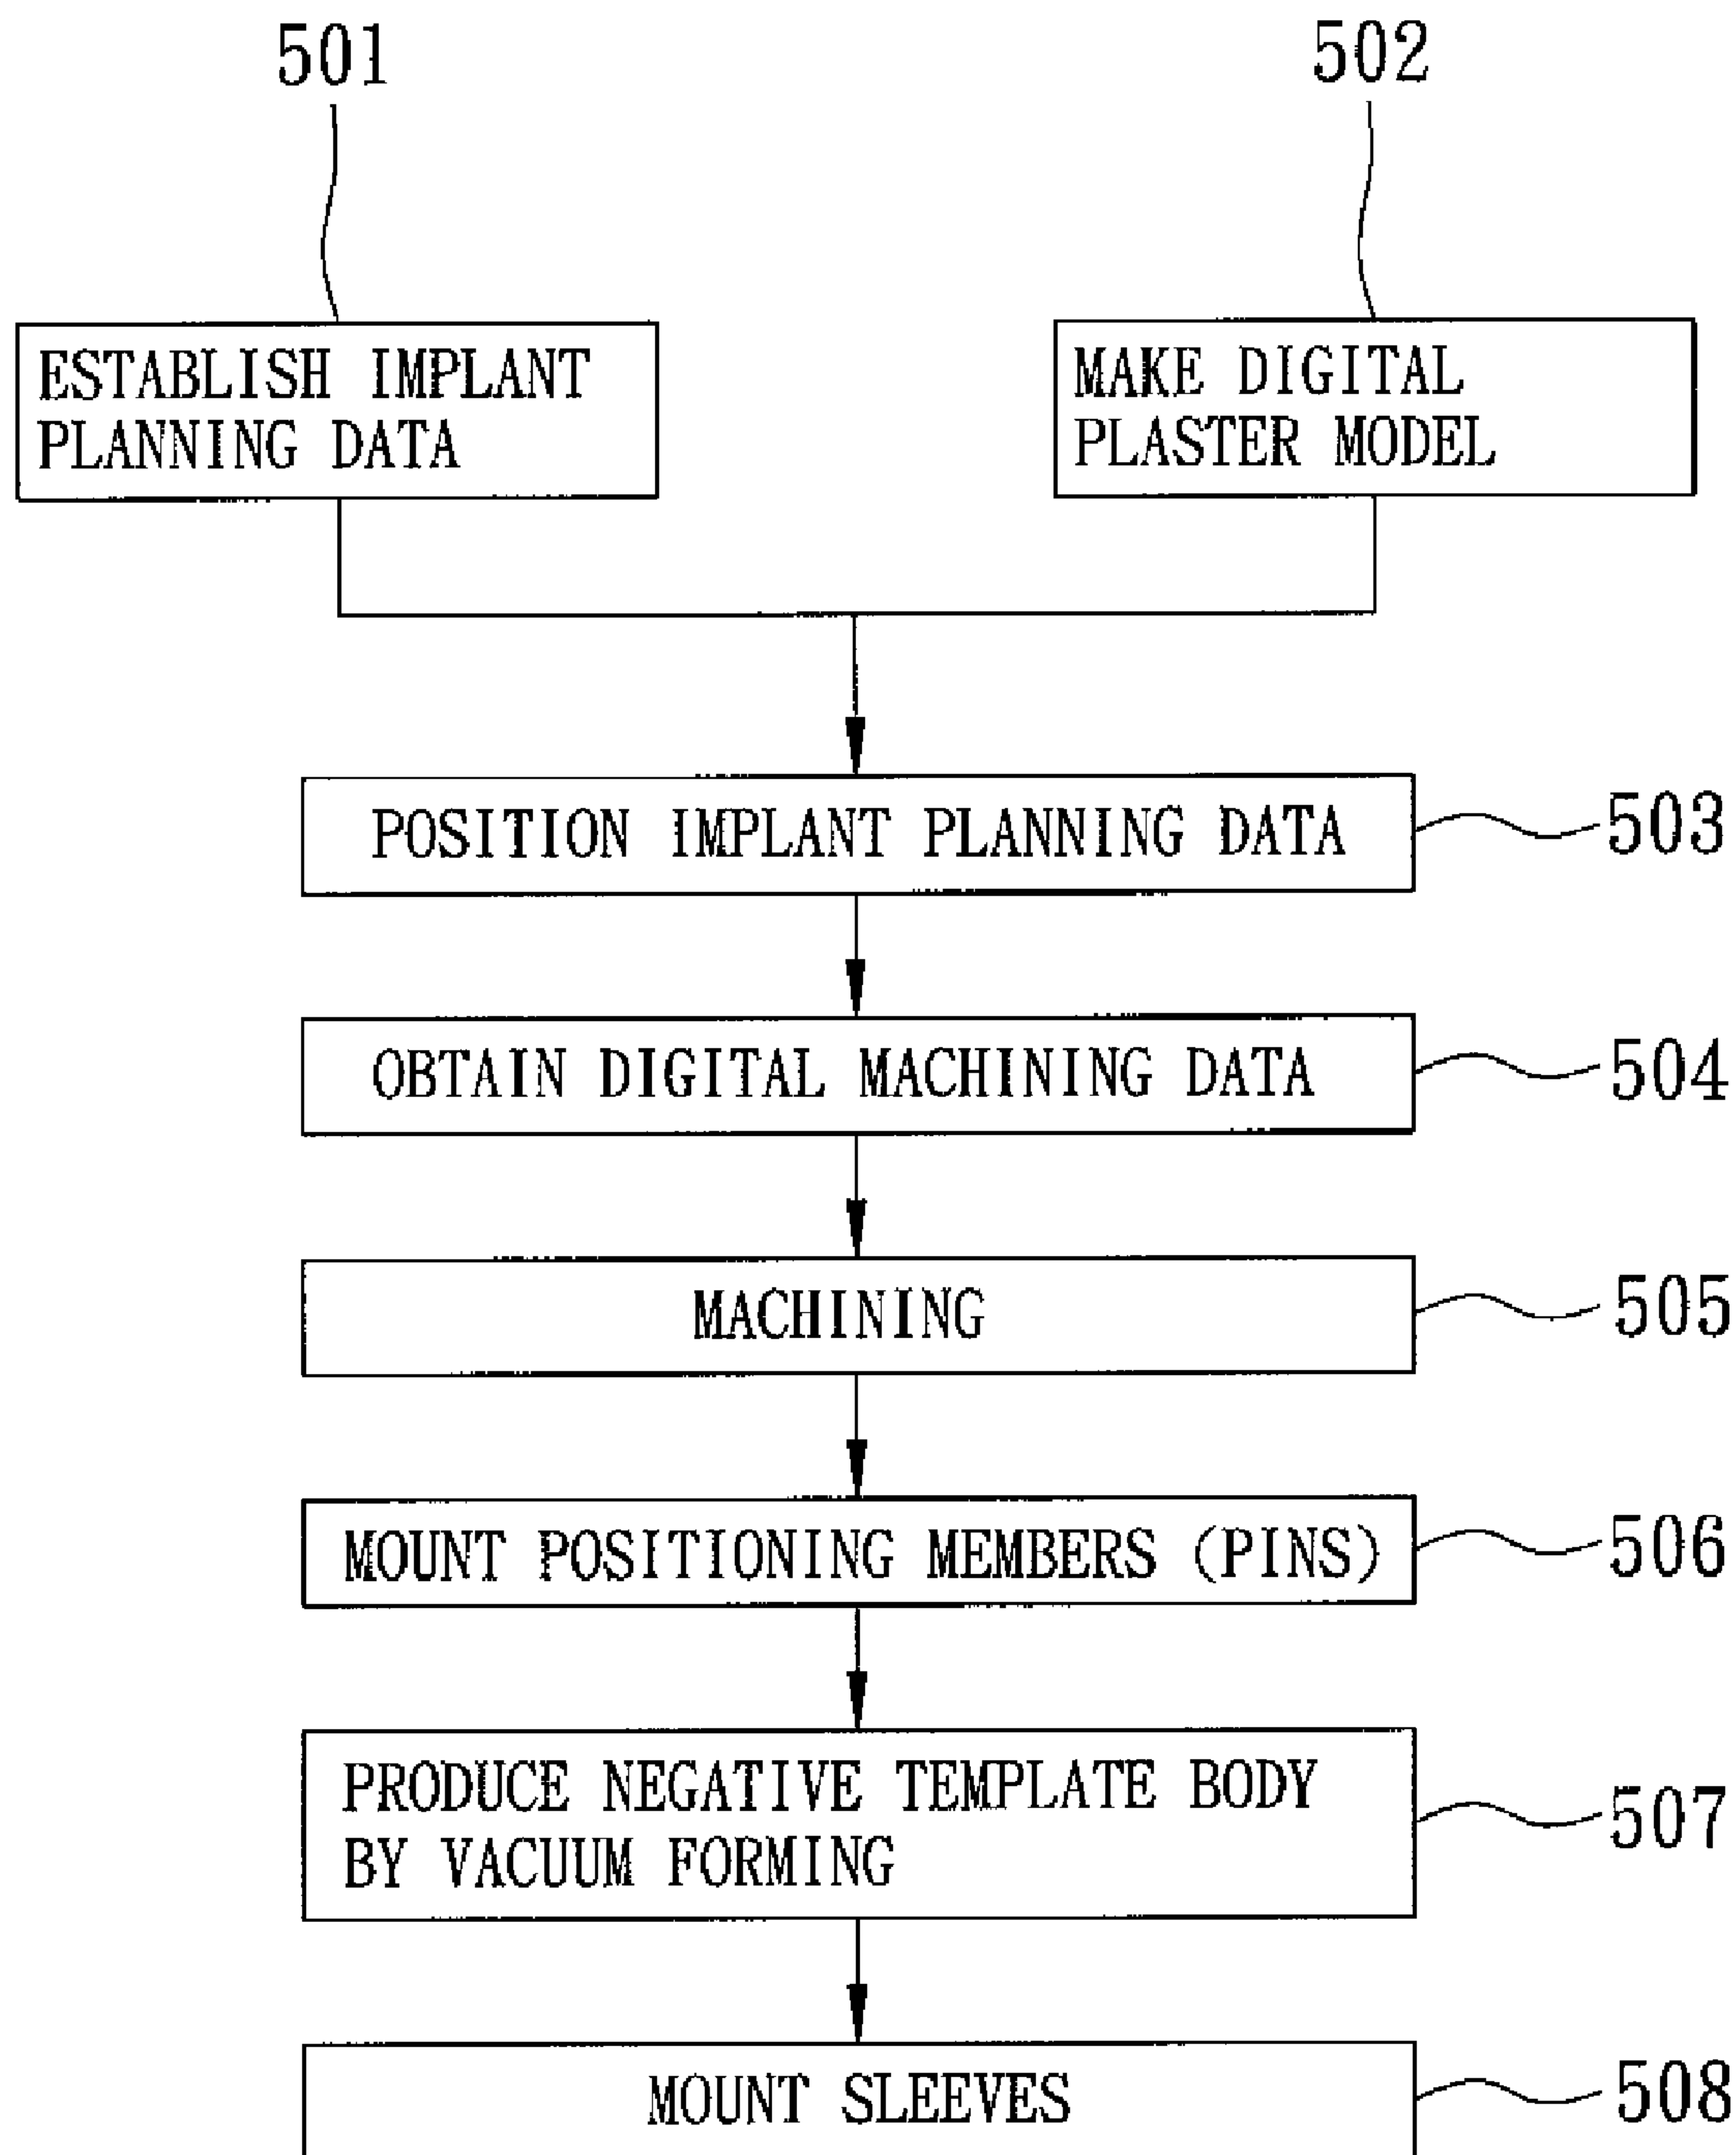 501
502
ESTABLISH IMPLANT
PLANNING DATA
MAKE DIGITAL
PLASTER MODEL
POSITION IMPLANT PLANNING DATA
503
OBTAIN DIGITAL MACHINING DATA
504
MACHINING
505
MOUNT POSITIONING MEMBERS (PINS)
506
PRODUCE NEGATIVE TEMPLATE BODY
BY VACUUM FORMING
507
MOUNT SLEEVES
508